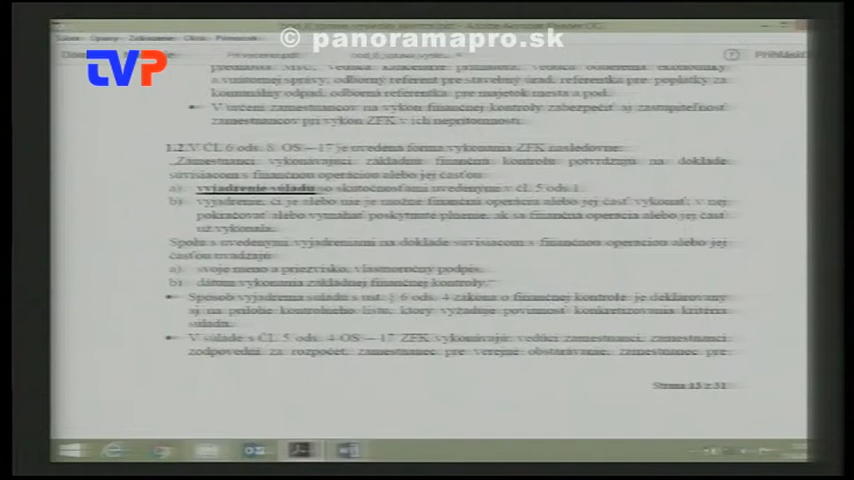 © panoramapro.sk
TVP
a vnútornej správy; odborný referent pre stavebný úrad, referentka pre poplatky za
komunálny odpad, odborná referentka pre majetok mesta a pod.
V určení zamestnancov na výkon finančnej kontroly zabezpečiť aj zastupiteľnosť
zamestnancov pri výkon ZFK v ich neprítomnosti.
1.2. V Čl. 6 ods. 8 OS – 17 je uvedená forma vykonania ZFK nasledovne:
„Zamestnanci vykonávajúci základnú finančnú kontrolu potvrdzujú na doklade
súvisiacom s finančnou operáciou alebo jej časťou
a) vyjadrenie súladu so skutočnosťami uvedenými v čl. 5 ods.1.
b) vyjadrenie, či je alebo nie je možné finančnú operáciu alebo jej časť vykonať, v nej
pokračovať alebo vymáhať poskytnuté plnenie, ak sa finančná operácia alebo jej časť
už vykonala.
Spolu s uvedenými vyjadreniami na doklade súvisiacom s finančnou operáciou alebo jej
časťou uvádzajú
a) svoje meno a priezvisko, vlastnoručný podpis,
b) dátum vykonania základnej finančnej kontroly.“
Spôsob vyjadrenia súladu s ust. § 6 ods. 4 zákona o finančnej kontrole je deklarovaný
aj na prílohe kontrolného listu, ktorý vyžaduje povinnosť konkretizovania kritéria
súladu.
V súlade s Čl. 5 ods. 4 OS – 17 ZFK vykonávajú: vedúci zamestnanci, zamestnanci
zodpovední za rozpočet, zamestnanec pre verejné obstarávanie, zamestnanec pre
Strana 13 z 31